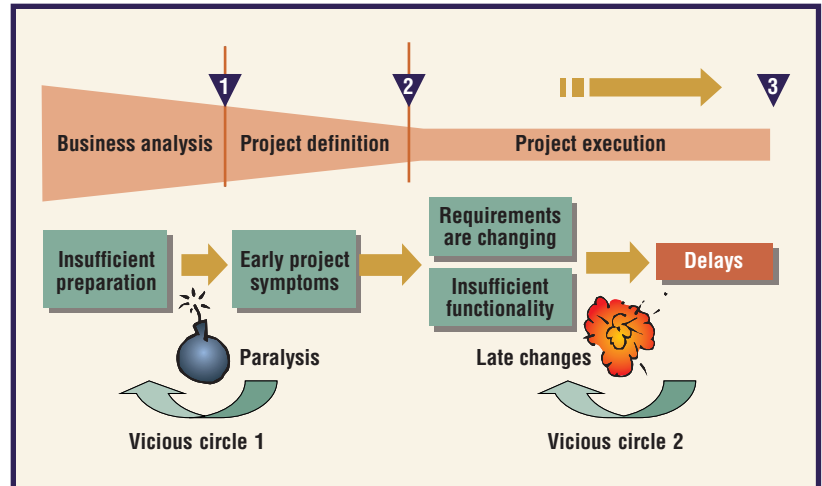 1
2
3
Business analysis
Project definition
Project execution
Insufficient
preparation
Early project
symptoms
Requirements
are changing
Insufficient
functionality
Delays
Paralysis
Late changes
Vicious circle 1
Vicious circle 2